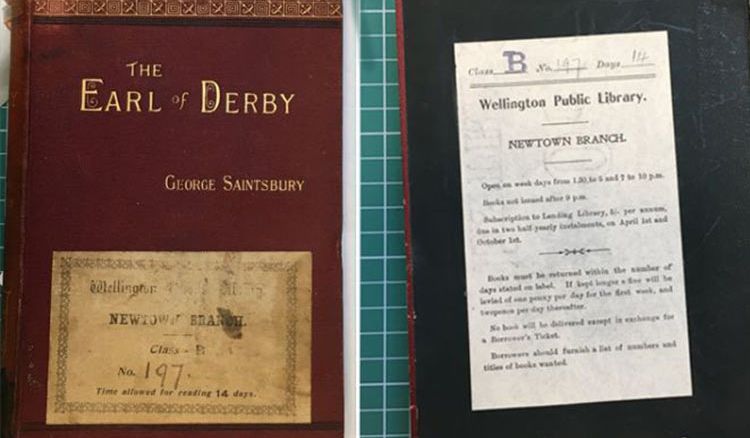 THE
EARL of DERBY
GEORGE SAINTSBURY
Wellington Library
NEWTOWN BRANCH.
Class - B
No. 197.
Time allowed for reading 14 days.
Class B No. 197 Days 14
Wellington Public Library.
NEWTOWN BRANCH.
Open on week days from 1.30 to 5 and 7 to 10 p.m.
Books not issued after 9 p.m.
Subscription to Lending Library, 5/- per annum,
due in two half yearly instalments, on April 1st and
October 1st.
Books must be returned within the number of
days stated on label. If kept longer a fine will be
levied of one penny per day for the first week, and
twopence per day thereafter.
No book will be delivered except in exchange for
a Borrower's Ticket.
Borrowers should furnish a list of numbers and
titles of books wanted.